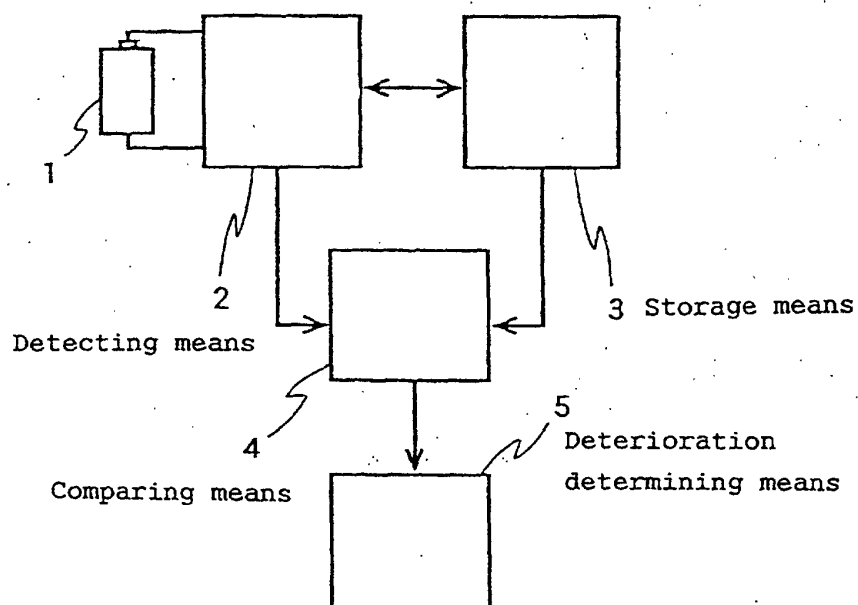 1
2
Detecting means
3 Storage means
4
Comparing means
5
Deterioration
determining means